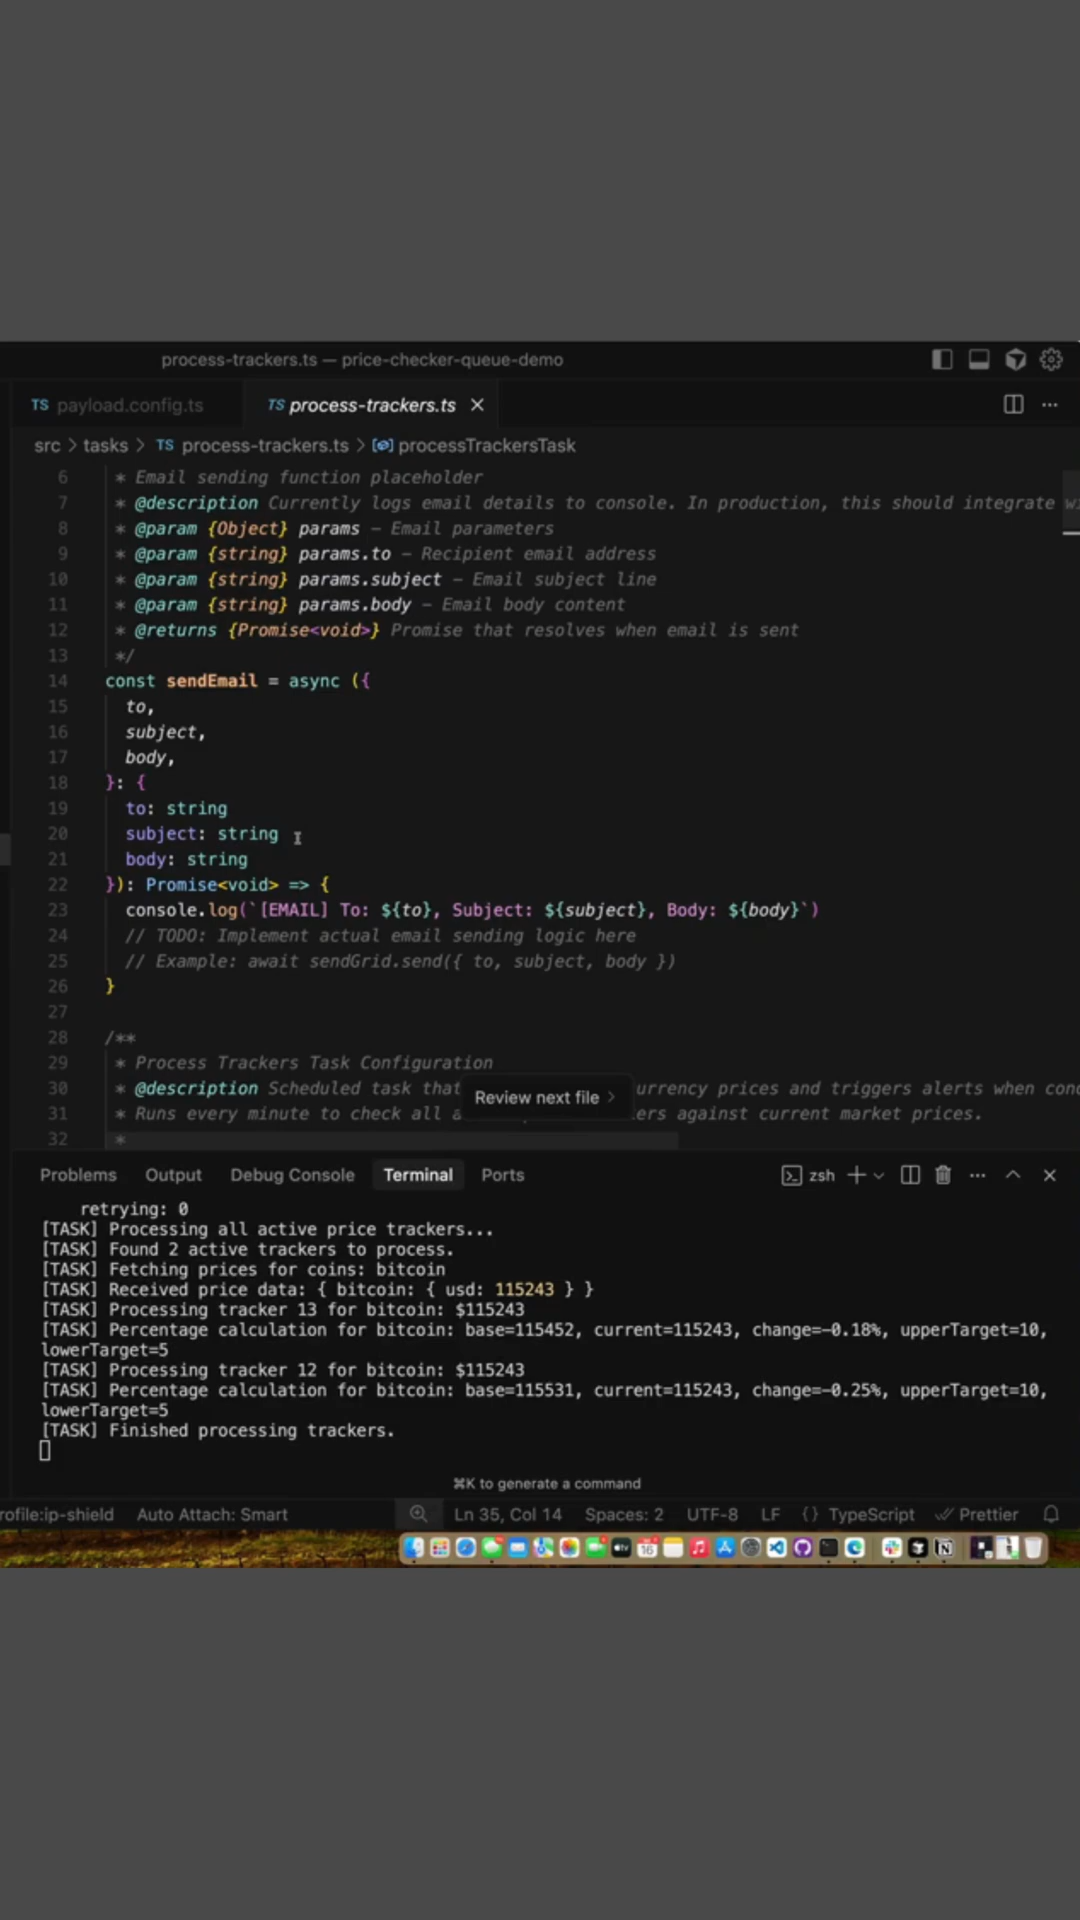 process-trackers.ts — price-checker-queue-demo
TS payload.config.ts
TS process-trackers.ts
src > tasks > TS process-trackers.ts > processTrackersTask
6 * Email sending function placeholder
7 * @description Currently logs email details to console. In production, this should integrate
8 * @param {Object} params – Email parameters
9 * @param {string} params.to – Recipient email address
10 * @param {string} params.subject – Email subject line
11 * @param {string} params.body – Email body content
12 * @returns {Promise<void>} Promise that resolves when email is sent
13 */
14 const sendEmail = async ({
15 to,
16 subject,
17 body,
18 }: {
19 to: string
20 subject: string
21 body: string
22 }): Promise<void> => {
23 console.log(`[EMAIL] To: ${to}, Subject: ${subject}, Body: ${body}`)
24 // TODO: Implement actual email sending logic here
25 // Example: await sendGrid.send({ to, subject, body })
26 }
27
28 /**
29 * Process Trackers Task Configuration
30 * @description Scheduled task that urrency prices and triggers alerts when con
Review next file >
31 * Runs every minute to check all a kers against current market prices.
32 *
Problems Output Debug Console Terminal Ports zsh
retrying: 0
[TASK] Processing all active price trackers...
[TASK] Found 2 active trackers to process.
[TASK] Fetching prices for coins: bitcoin
[TASK] Received price data: { bitcoin: { usd: 115243 } }
[TASK] Processing tracker 13 for bitcoin: $115243
[TASK] Percentage calculation for bitcoin: base=115452, current=115243, change=-0.18%, upperTarget=10,
lowerTarget=5
[TASK] Processing tracker 12 for bitcoin: $115243
[TASK] Percentage calculation for bitcoin: base=115531, current=115243, change=-0.25%, upperTarget=10,
lowerTarget=5
[TASK] Finished processing trackers.
⌘K to generate a command
rofile:ip-shield Auto Attach: Smart Ln 35, Col 14 Spaces: 2 UTF-8 LF {} TypeScript Prettier
16